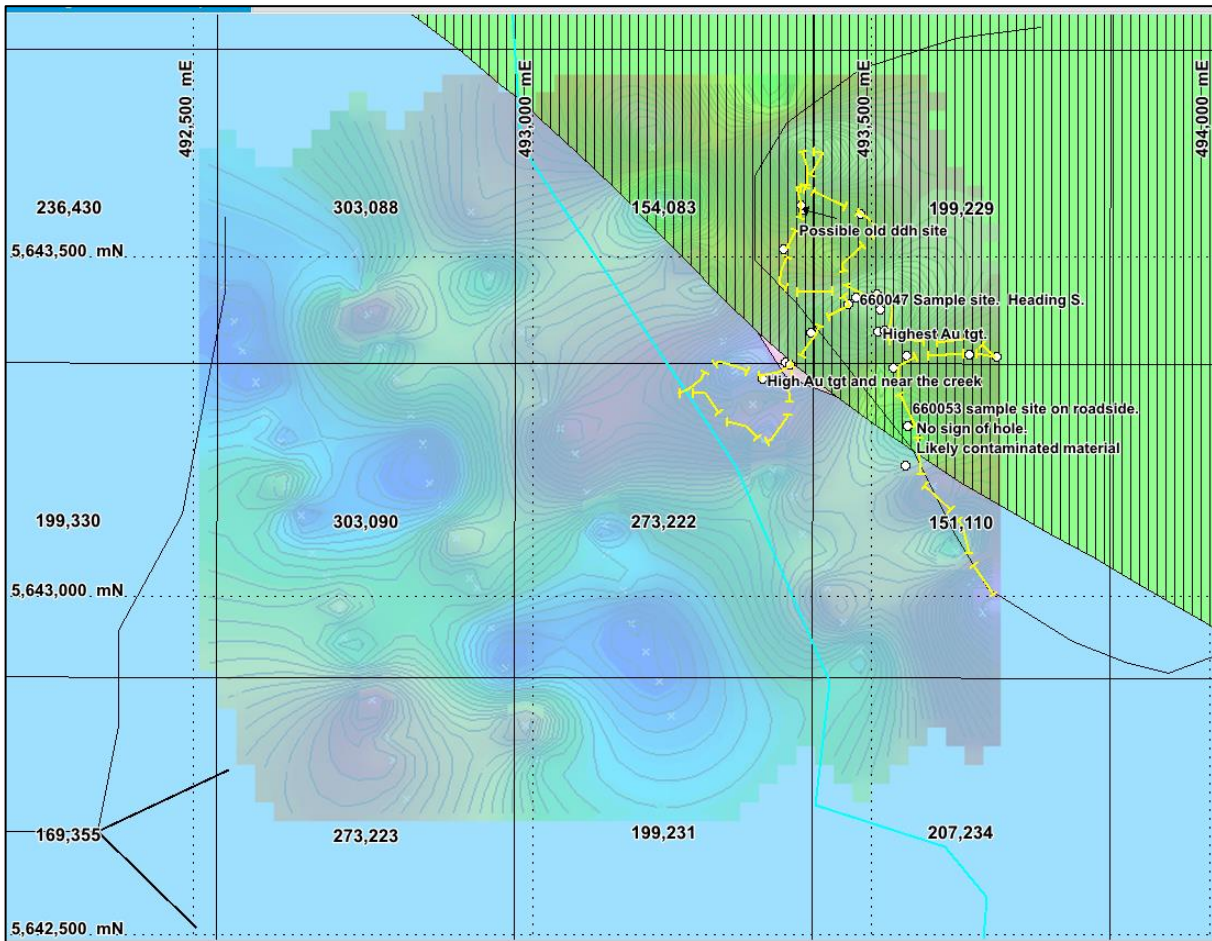 492,500 mE
493,000 mE
493,500 mE
494,000 mE
236,430
303,088
154,083
199,229
Possible old ddh site
5,643,500 mN
660047 Sample site. Heading S.
Highest Au tgt.
High Au tgt and near the creek
660053 sample site on roadside.
No sign of hole.
Likely contaminated material
199,330
303,090
273,222
151,110
5,643,000 mN
169,355
273,223
199,231
207,234
5,642,500 mN